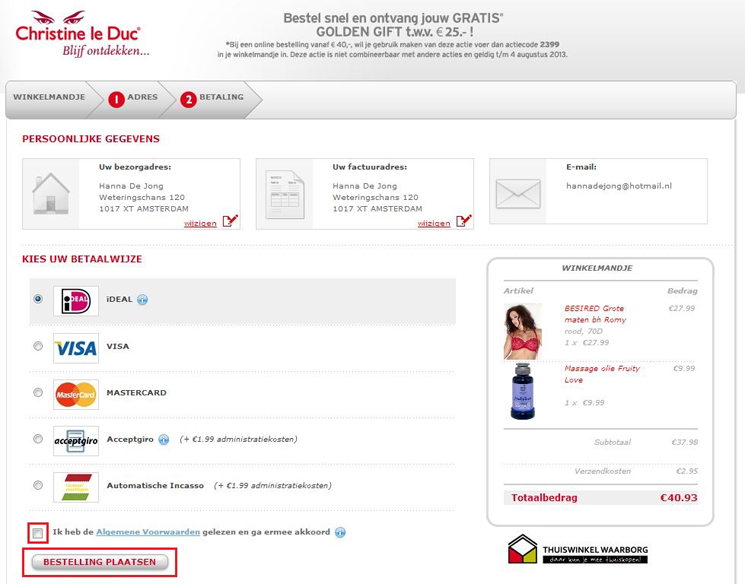 Christine le Duc®
Blijf ontdekken...
Bestel snel en ontvang jouw GRATIS*
GOLDEN GIFT t.w.v. € 25.- !
*Bij een online bestelling vanaf € 40,-, wil je gebruik maken van deze actie voer dan actiecode 2399
in je winkelmandje in. Deze actie is niet combineerbaar met andere acties en geldig t/m 4 augustus 2013.
WINKELMANDJE 1 ADRES 2 BETALING
PERSOONLIJKE GEGEVENS
Uw bezorgadres:
Hanna De Jong
Weteringschans 120
1017 XT AMSTERDAM
wijzigen
Uw factuuradres:
Hanna De Jong
Weteringschans 120
1017 XT AMSTERDAM
wijzigen
E-mail:
hannadejong@hotmail.nl
KIES UW BETAALWIJZE
iDEAL iDEAL
VISA VISA
MasterCard MASTERCARD
acceptgiro Acceptgiro (+ €1.99 administratiekosten)
Automatische Incasso (+ €1.99 administratiekosten)
Ik heb de Algemene Voorwaarden gelezen en ga ermee akkoord
BESTELLING PLAATSEN
WINKELMANDJE
Artikel Bedrag
BESIRED Grote €27.99
maten bh Romy
rood, 70D
1 x €27.99
Massage olie Fruity €9.99
Love
1 x €9.99
Subtotaal €37.98
Verzendkosten €2.95
Totaalbedrag €40.93
THUISWINKEL WAARBORG
daar kun je mee thuiskopen!